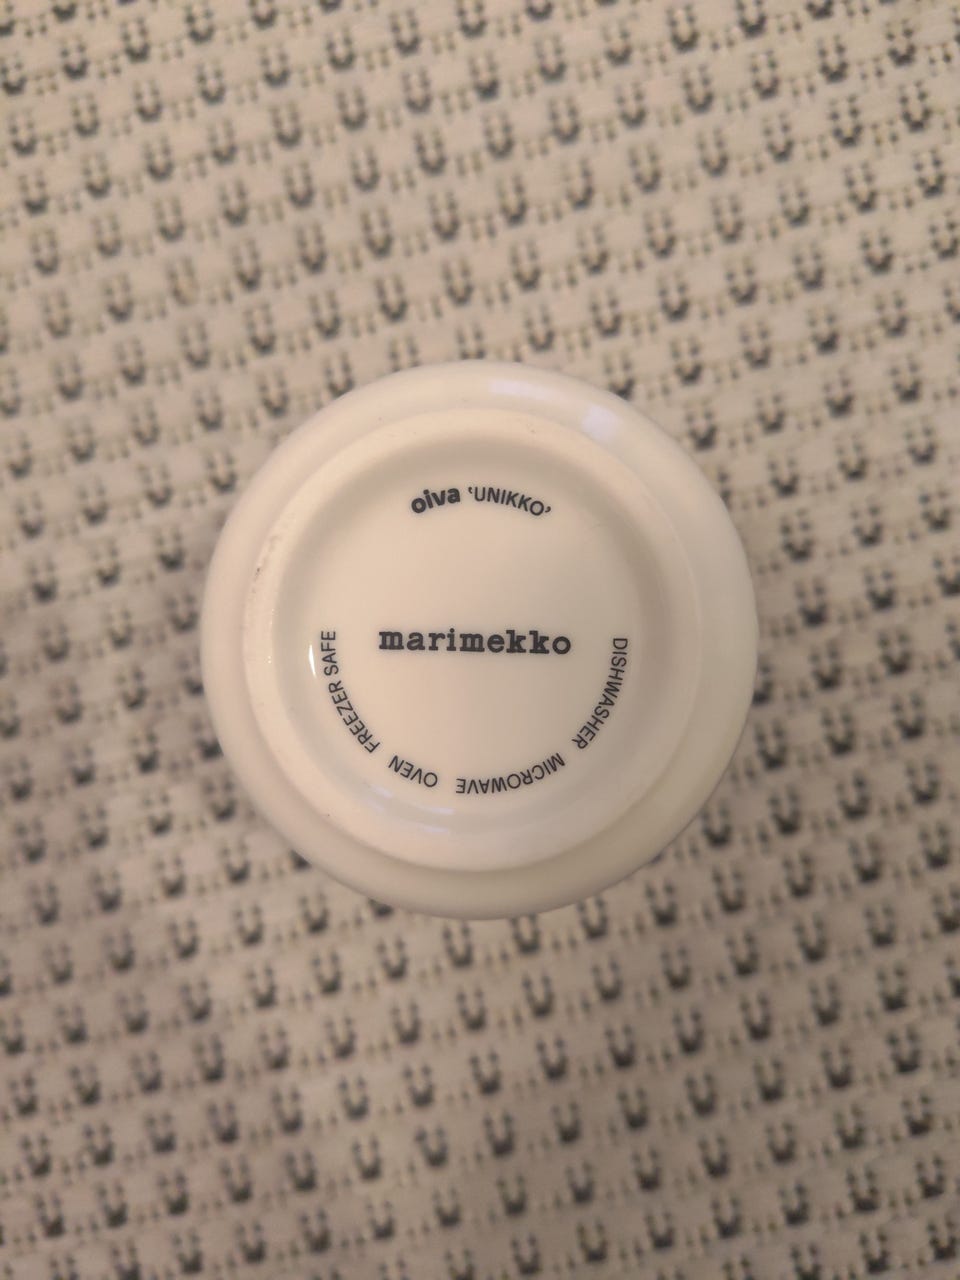 oiva ‘UNIKKO’
marimekko
DISHWASHER MICROWAVE OVEN FREEZER SAFE